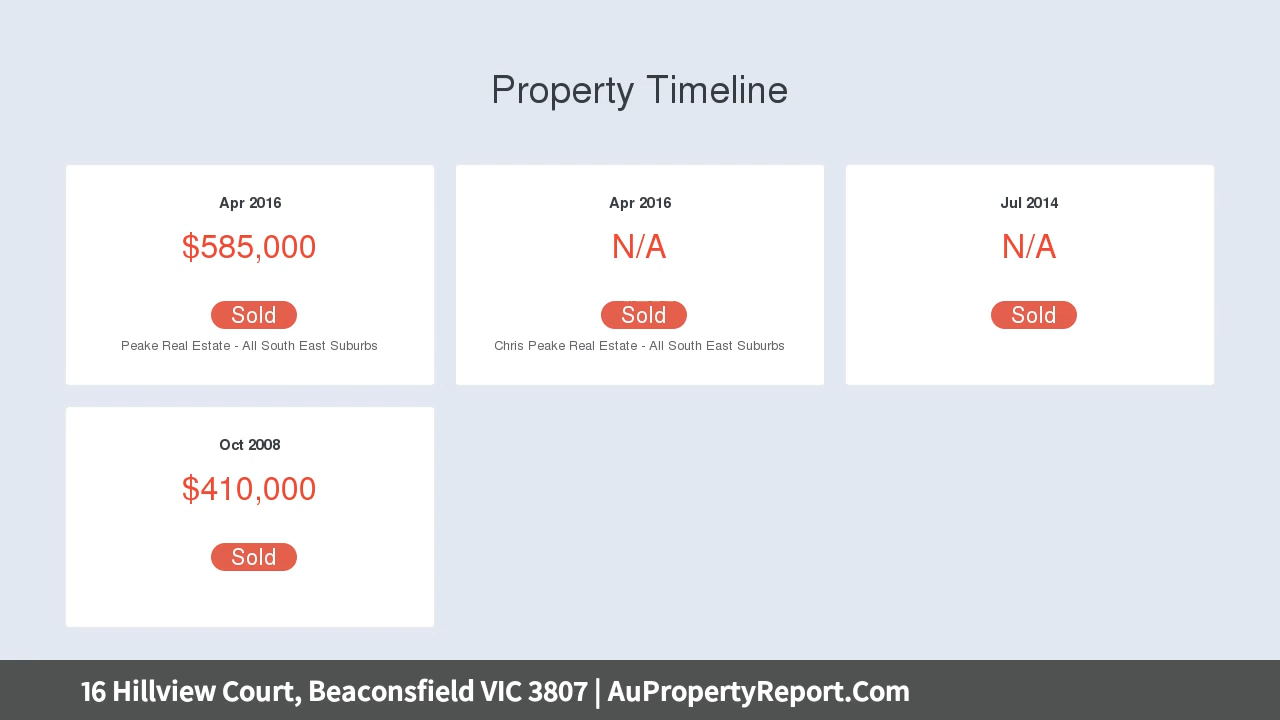 Property Timeline
Apr 2016
$585,000
Sold
Peake Real Estate - All South East Suburbs
Apr 2016
N/A
Sold
Chris Peake Real Estate - All South East Suburbs
Jul 2014
N/A
Sold
Oct 2008
$410,000
Sold
16 Hillview Court, Beaconsfield VIC 3807 | AuPropertyReport.Com